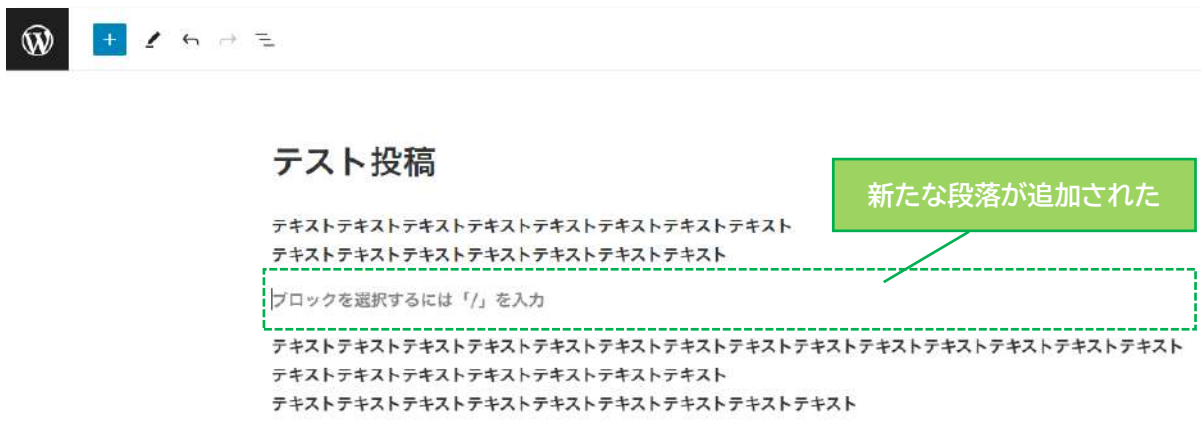 テスト投稿
新たな段落が追加された
テキストテキストテキストテキストテキストテキストテキストテキスト
テキストテキストテキストテキストテキストテキストテキスト
ブロックを選択するには「/」を入力
テキストテキストテキストテキストテキストテキストテキストテキストテキストテキストテキストテキストテキストテキスト
テキストテキストテキストテキストテキストテキストテキスト
テキストテキストテキストテキストテキストテキストテキストテキストテキスト